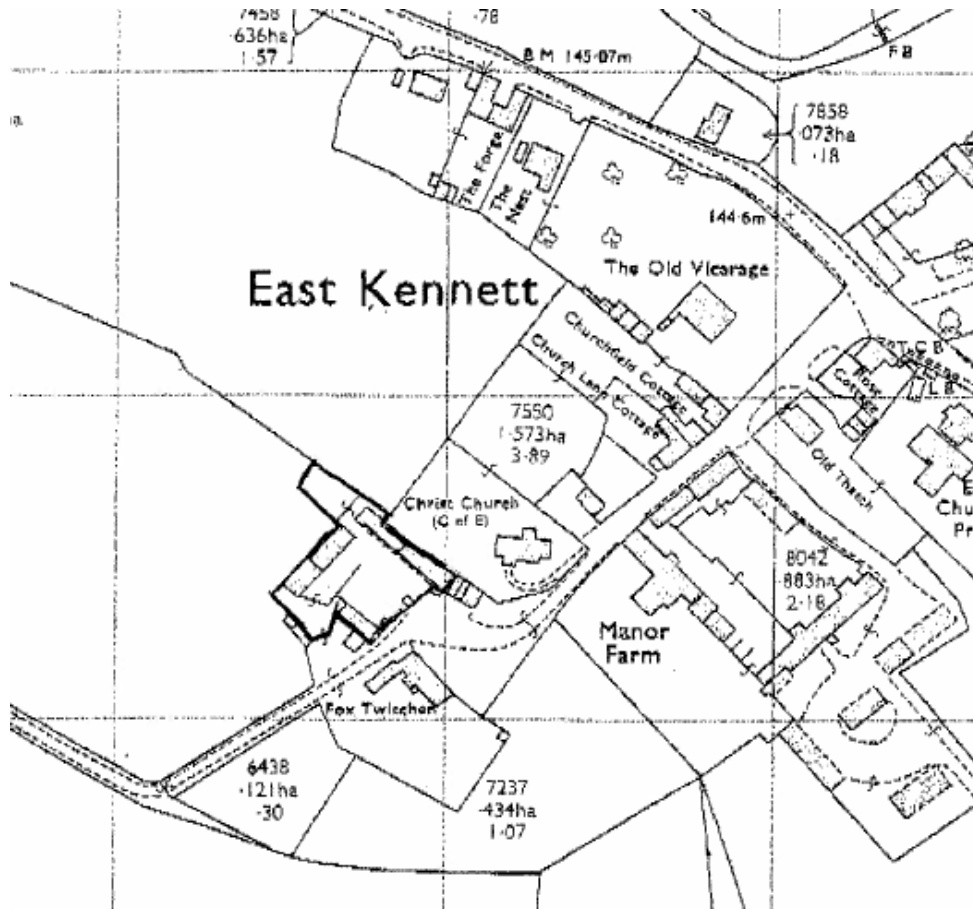 7458
·636ha
1·57
·78
B M 145·07m
F B
7858
·073ha
·18
The Forge
The
Nest
144·6m
The Old Vicarage
East Kennett
Churchfield Cottage
Church Lane
Cottage
T C B
L B
Rose
Cottage
7550
1·573ha
3·89
Old Thatch
Christ Church
(C of E)
E
Chu
Pr
8042
·883ha
2·18
Manor
Farm
Fox Twitchen
6438
·121ha
·30
7237
·434ha
1·07